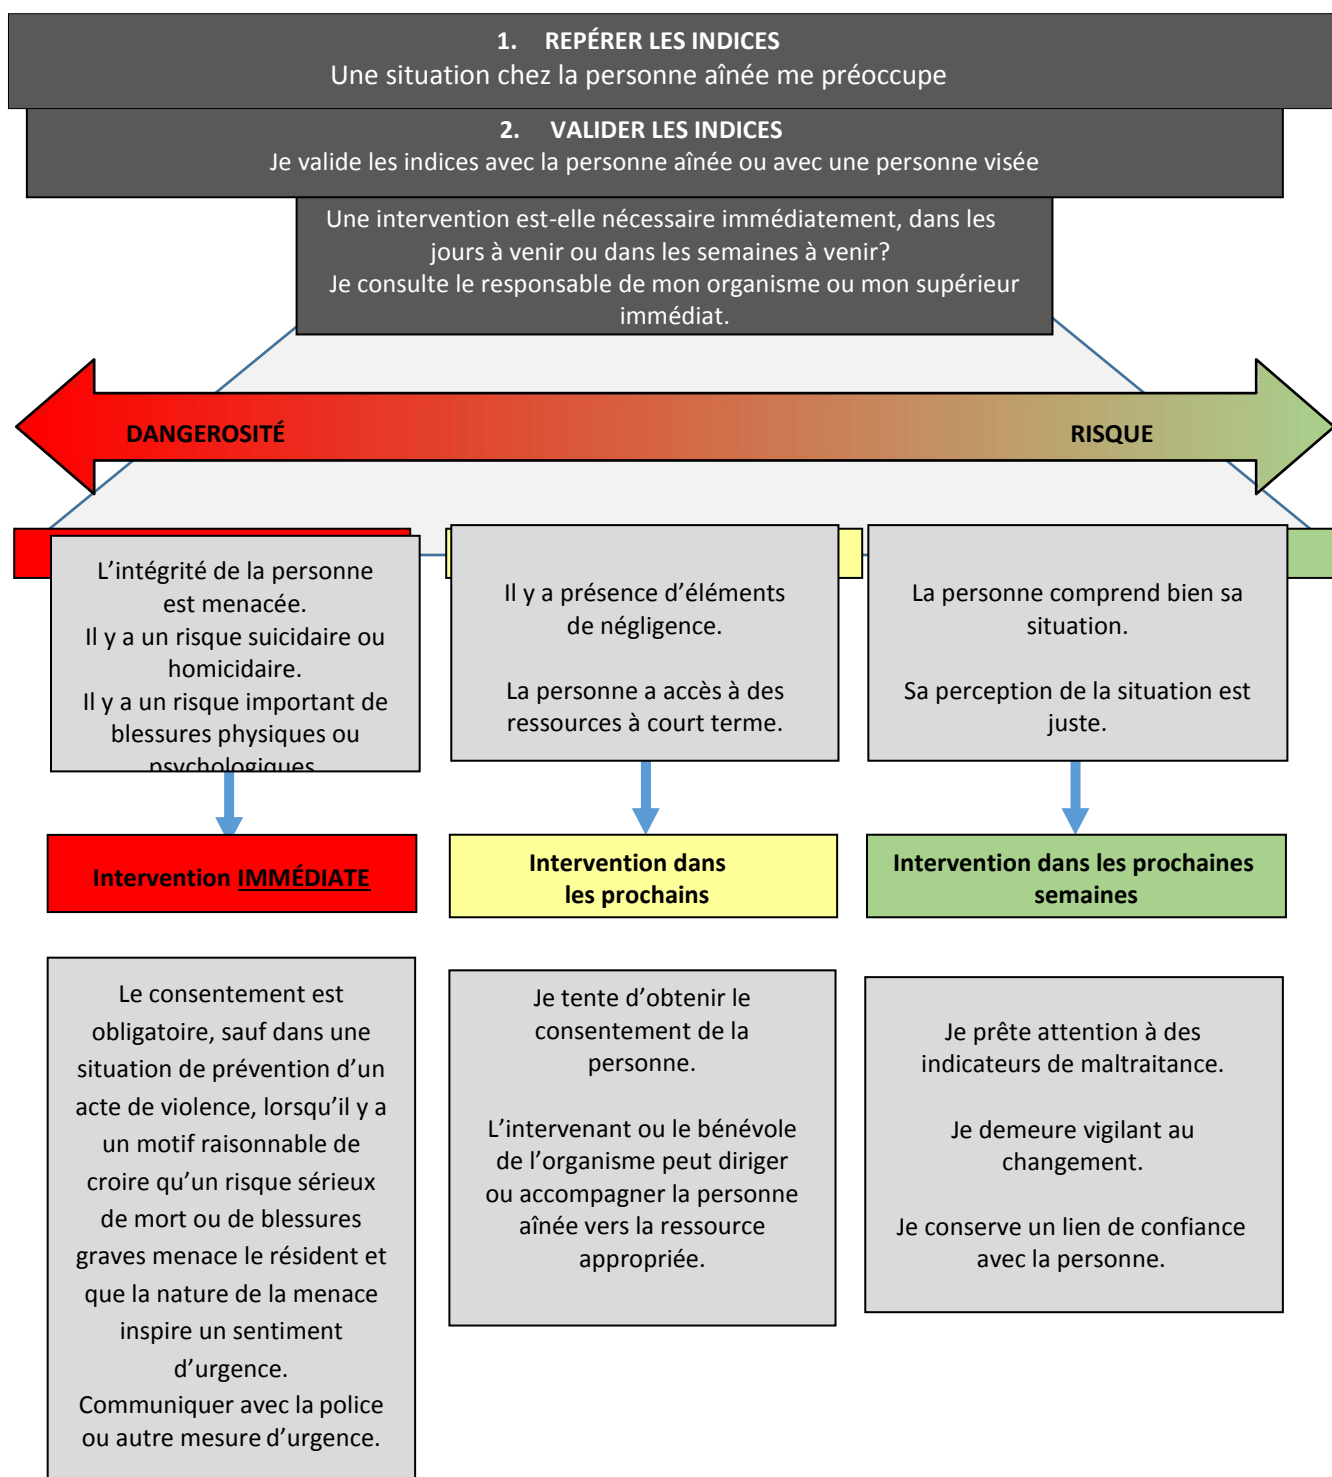 1. REPÉRER LES INDICES
Une situation chez la personne aînée me préoccupe
2. VALIDER LES INDICES
Je valide les indices avec la personne aînée ou avec une personne visée
Une intervention est-elle nécessaire immédiatement, dans les
jours à venir ou dans les semaines à venir?
Je consulte le responsable de mon organisme ou mon supérieur
immédiat.
DANGEROSITÉ
RISQUE
L'intégrité de la personne
est menacée.
Il y a un risque suicidaire ou
homicidaire.
Il y a un risque important de
blessures physiques ou
psychologiques
Il y a présence d'éléments
de négligence.
La personne a accès à des
ressources à court terme.
La personne comprend bien sa
situation.
Sa perception de la situation est
juste.
Intervention IMMÉDIATE
Intervention dans
les prochains
Intervention dans les prochaines
semaines
Le consentement est
obligatoire, sauf dans une
situation de prévention d'un
acte de violence, lorsqu'il y a
un motif raisonnable de
croire qu'un risque sérieux
de mort ou de blessures
graves menace le résident et
que la nature de la menace
inspire un sentiment
d'urgence.
Communiquer avec la police
ou autre mesure d'urgence.
Je tente d'obtenir le
consentement de la
personne.
L'intervenant ou le bénévole
de l'organisme peut diriger
ou accompagner la personne
aînée vers la ressource
appropriée.
Je prête attention à des
indicateurs de maltraitance.
Je demeure vigilant au
changement.
Je conserve un lien de confiance
avec la personne.